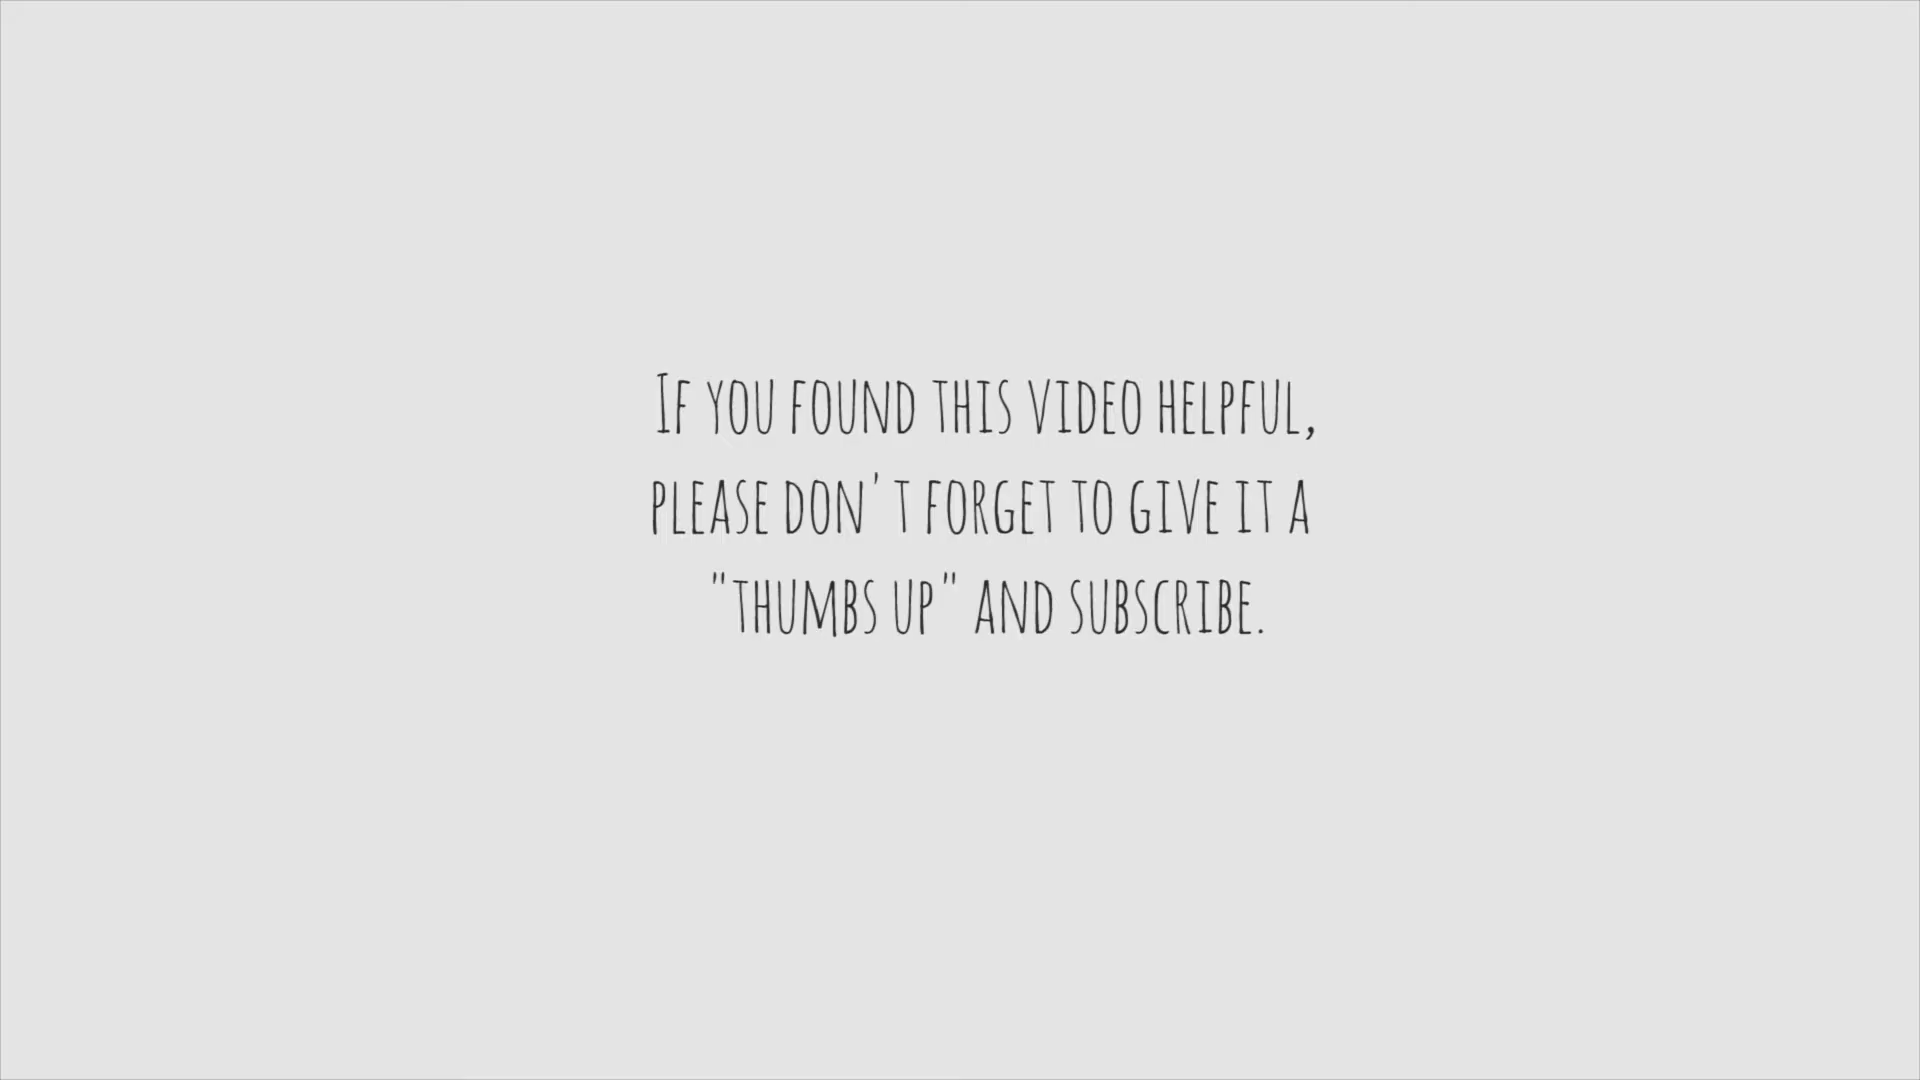 If you found this video helpful,
please don't forget to give it a
"thumbs up" and subscribe.